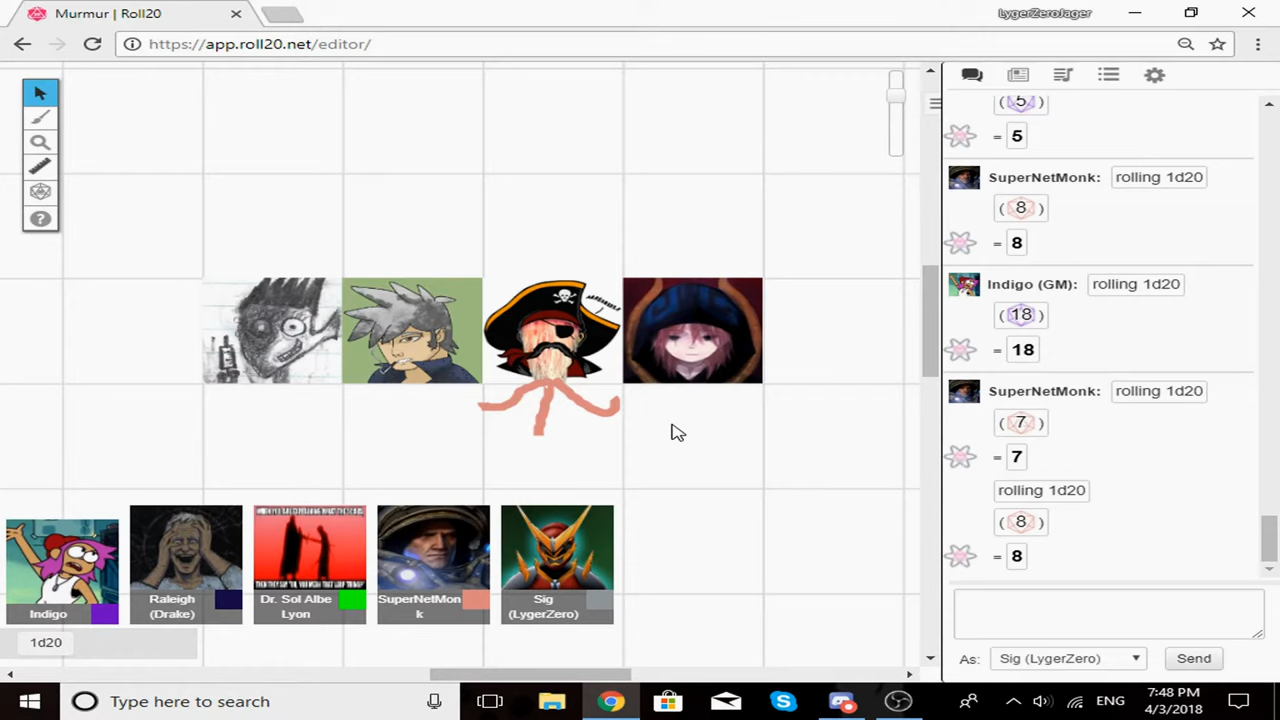 Murmur | Roll20
LygerZeroJager
https://app.roll20.net/editor/
5
= 5
SuperNetMonk: rolling 1d20
( 8 )
= 8
Indigo (GM): rolling 1d20
( 18 )
= 18
SuperNetMonk: rolling 1d20
( 7 )
= 7
rolling 1d20
( 8 )
= 8
Indigo
Raleigh
(Drake)
Dr. Sol Albe
Lyon
SuperNetMon
k
Sig
(LygerZero)
1d20
As: Sig (LygerZero) Send
Type here to search
ENG
7:48 PM
4/3/2018